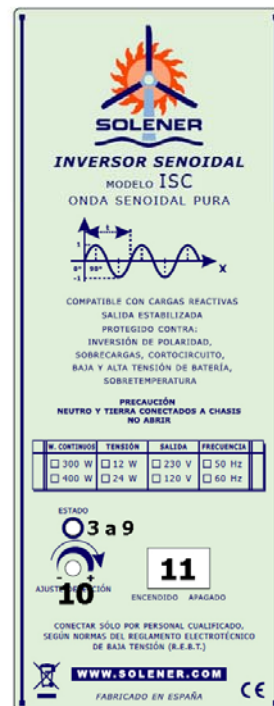 SOLENER
INVERSOR SENOIDAL
MODELO ISC
ONDA SENOIDAL PURA
t
1
0° 90°
-1
X
COMPATIBLE CON CARGAS REACTIVAS
SALIDA ESTABILIZADA
PROTEGIDO CONTRA:
INVERSIÓN DE POLARIDAD,
SOBRECARGAS, CORTOCIRCUITO,
BAJA Y ALTA TENSIÓN DE BATERÍA,
SOBRETEMPERATURA
PRECAUCIÓN
NEUTRO Y TIERRA CONECTADOS A CHASIS
NO ABRIR
W. CONTINUOS TENSIÓN SALIDA FRECUENCIA
300 W 12 W 230 V 50 Hz
400 W 24 W 120 V 60 Hz
ESTADO
3 a 9
- +
10
11
AJUSTE
ENCENDIDO APAGADO
CONECTAR SÓLO POR PERSONAL CUALIFICADO,
SEGÚN NORMAS DEL REGLAMENTO ELECTROTÉCNICO
DE BAJA TENSIÓN (R.E.B.T.)
WWW.SOLENER.COM
FABRICADO EN ESPAÑA
CE